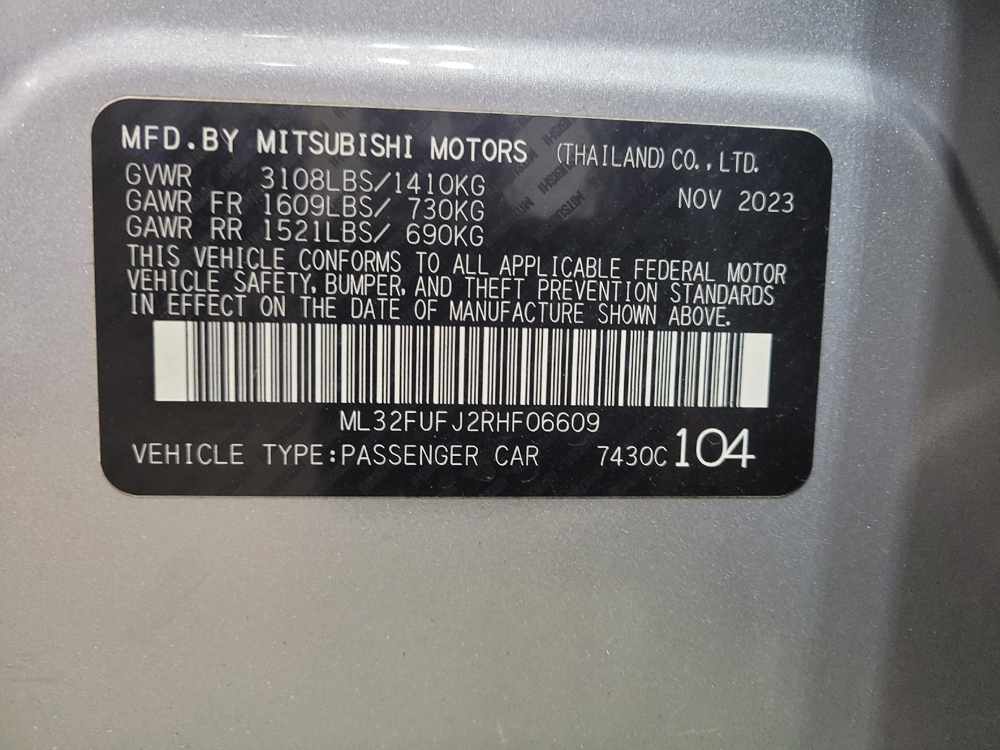 MFD.BY MITSUBISHI MOTORS (THAILAND) CO., LTD.
GVWR 3108LBS/1410KG NOV 2023
GAWR FR 1609LBS/ 730KG
GAWR RR 1521LBS/ 690KG
THIS VEHICLE CONFORMS TO ALL APPLICABLE FEDERAL MOTOR
VEHICLE SAFETY, BUMPER, AND THEFT PREVENTION STANDARDS
IN EFFECT ON THE DATE OF MANUFACTURE SHOWN ABOVE.
ML32FUFJ2RHF06609
VEHICLE TYPE:PASSENGER CAR 7430C 104